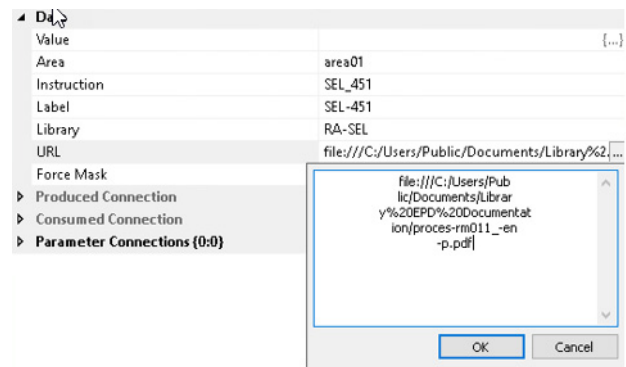 Da
Value {...}
Area area01
Instruction SEL_451
Label SEL-451
Library RA-SEL
URL file:///C:/Users/Public/Documents/Library%2. ...
Force Mask
Produced Connection
Consumed Connection
Parameter Connections {0:0}
file:///C:/Users/Pub
lic/Documents/Librar
y%20EPD%20Documentat
ion/proces-rm011_-en
-p.pdf
OK Cancel